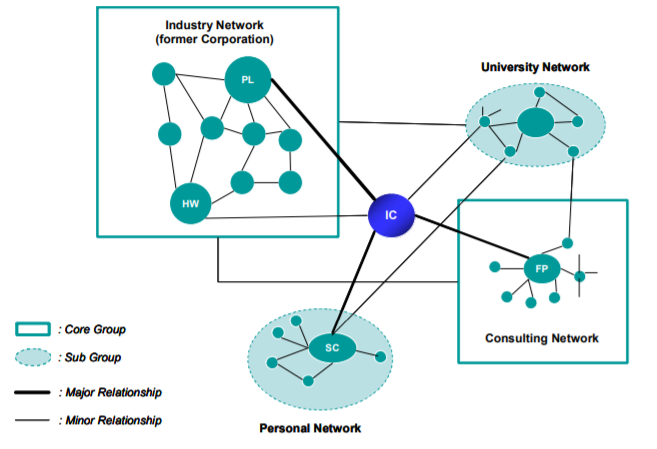 Industry Network
(former Corporation)
PL
HW
University Network
IC
FP
Consulting Network
SC
Personal Network
: Core Group
: Sub Group
: Major Relationship
: Minor Relationship